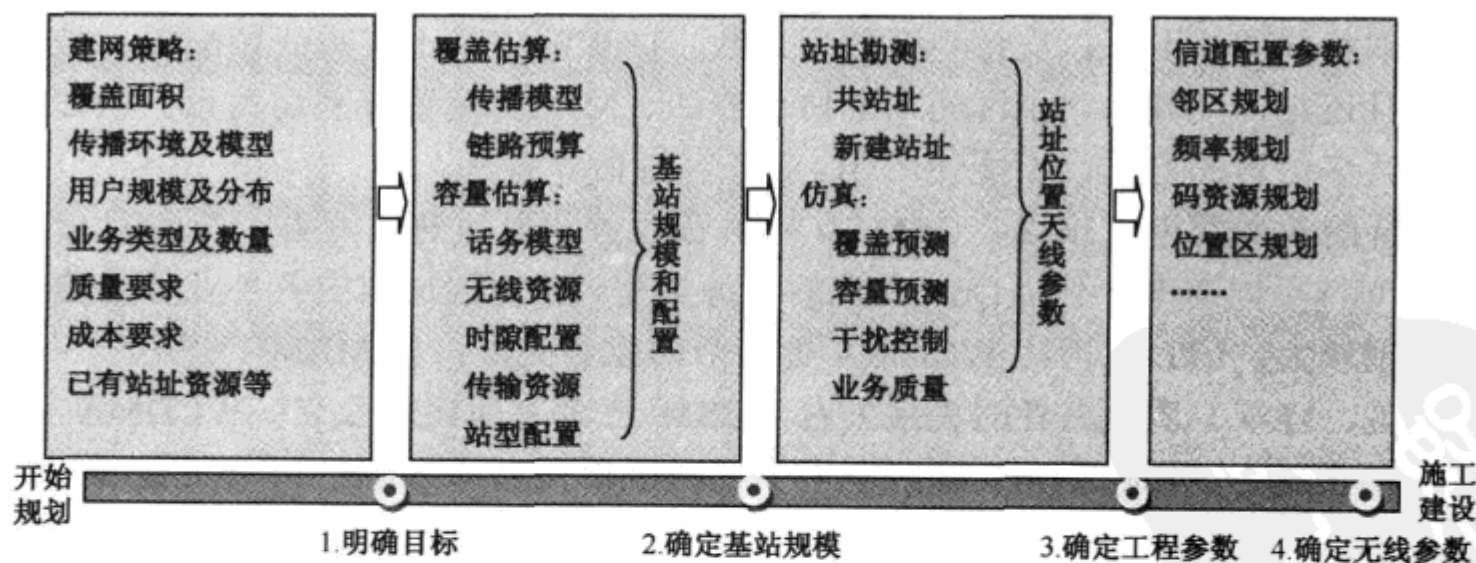 建网策略：
覆盖面积
传播环境及模型
用户规模及分布
业务类型及数量
质量要求
成本要求
已有站址资源等
覆盖估算：
传播模型
链路预算
容量估算：
话务模型
无线资源
时隙配置
传输资源
站型配置
基站规模和配置
站址勘测：
共站址
新建站址
仿真：
覆盖预测
容量预测
干扰控制
业务质量
站址位置天线参数
信道配置参数：
邻区规划
频率规划
码资源规划
位置区规划
……
开始
规划
施工
建设
1.明确目标
2.确定基站规模
3.确定工程参数
4.确定无线参数